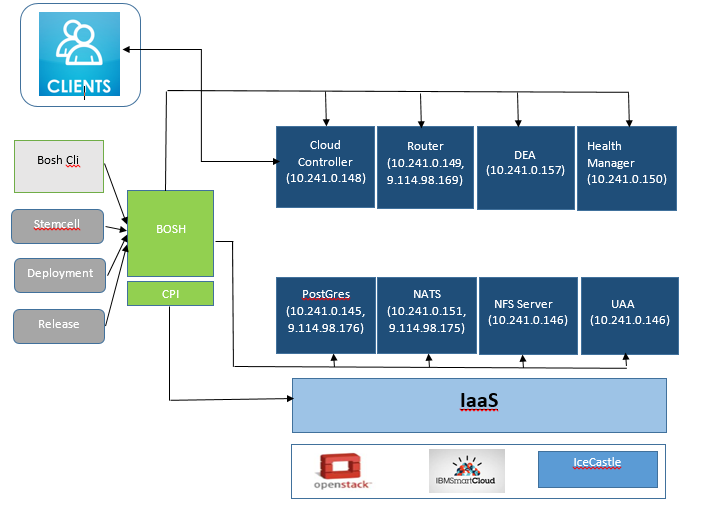 CLIENTS
Bosh Cli
Stemcell
Deployment
Release
BOSH
CPI
Cloud
Controller
(10.241.0.148)
Router
(10.241.0.149,
9.114.98.169)
DEA
(10.241.0.157)
Health
Manager
(10.241.0.150)
PostGres
(10.241.0.145,
9.114.98.176)
NATS
(10.241.0.151,
9.114.98.175)
NFS Server
(10.241.0.146)
UAA
(10.241.0.146)
IaaS
openstack
IBMSmartCloud
IceCastle